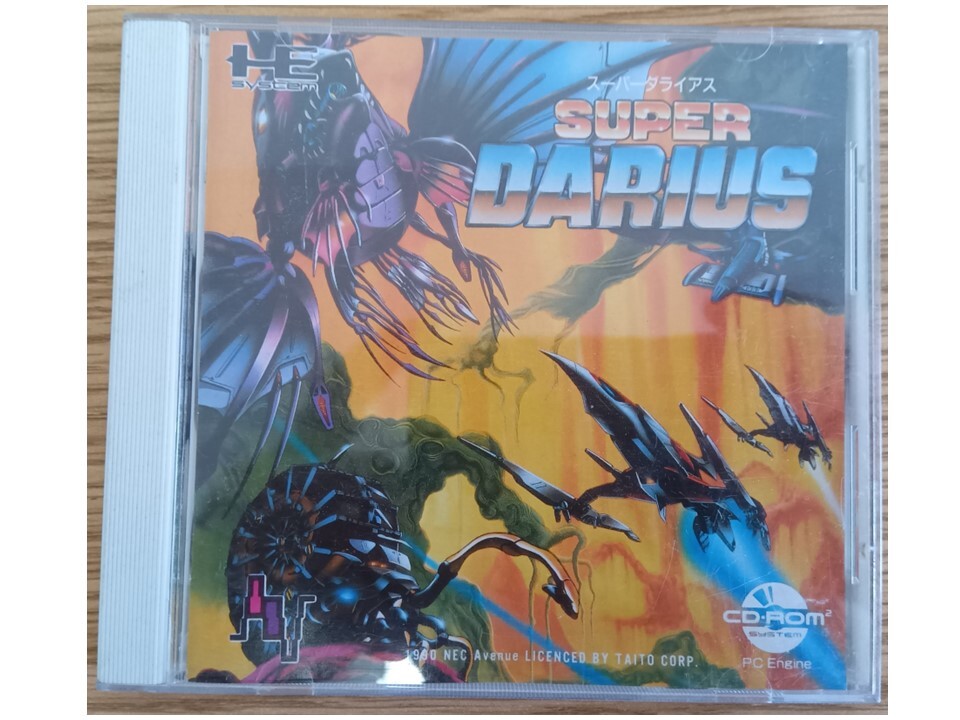 HE
SYSTEM
スーパーダライアス
SUPER
DARIUS
CD-ROM²
SYSTEM
1990 NEC Avenue LICENCED BY TAITO CORP.
PC Engine